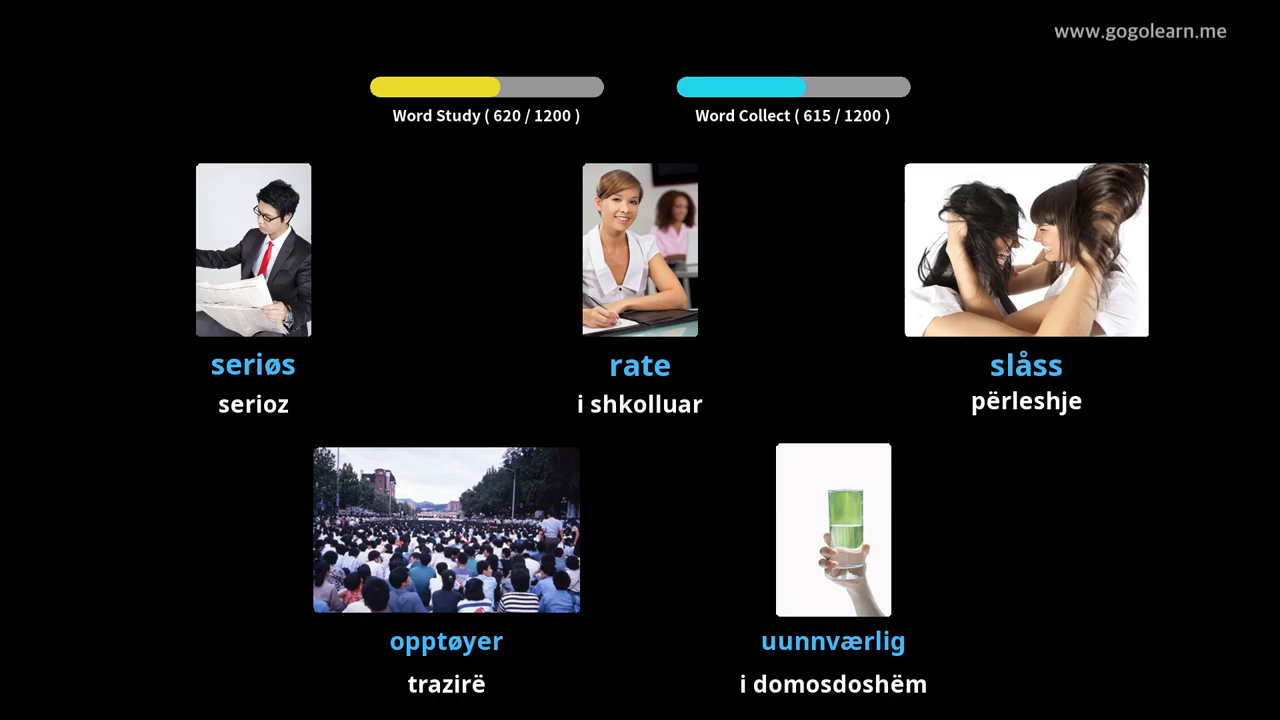 www.gogolearn.me
Word Study ( 620 / 1200 )
Word Collect ( 615 / 1200 )
seriøs
serioz
rate
i shkolluar
slåss
përleshje
opptøyer
trazirë
uunnværlig
i domosdoshëm